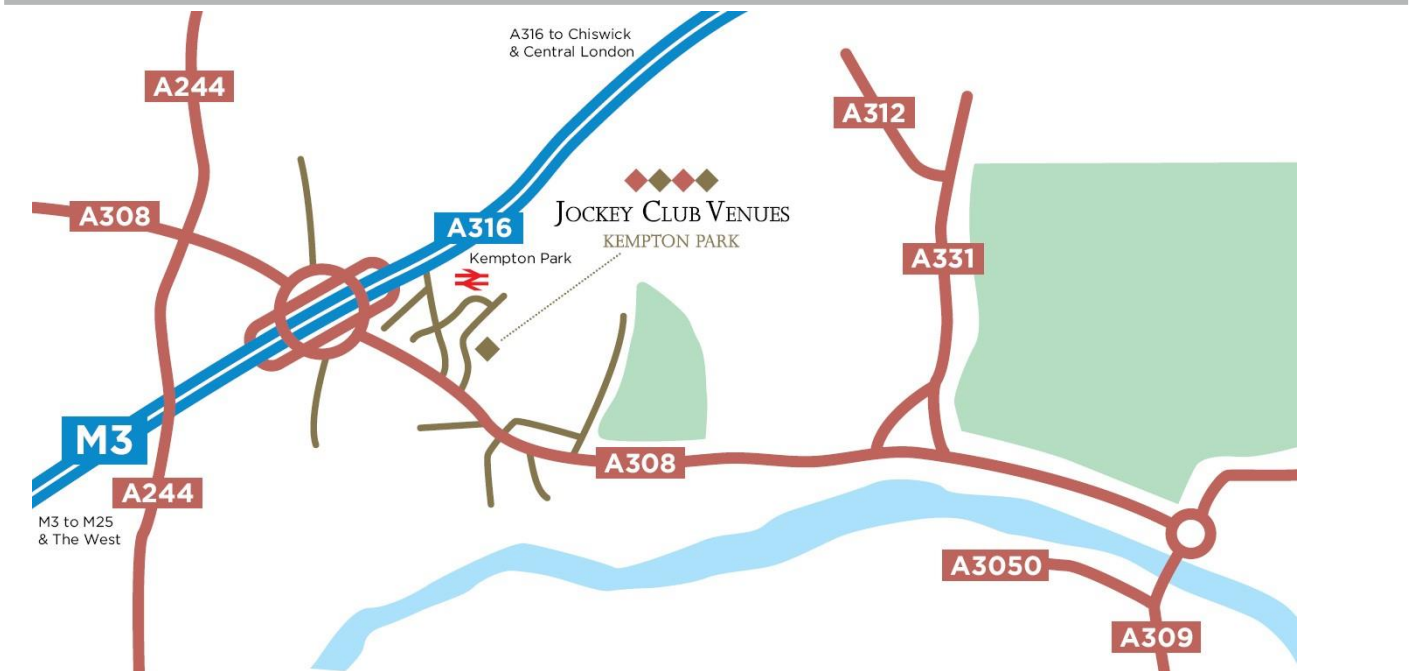 A316 to Chiswick
& Central London
A244
A312
JOCKEY CLUB VENUES
KEMPTON PARK
A308
A316
Kempton Park
A331
M3
A308
A244
M3 to M25
& The West
A3050
A309